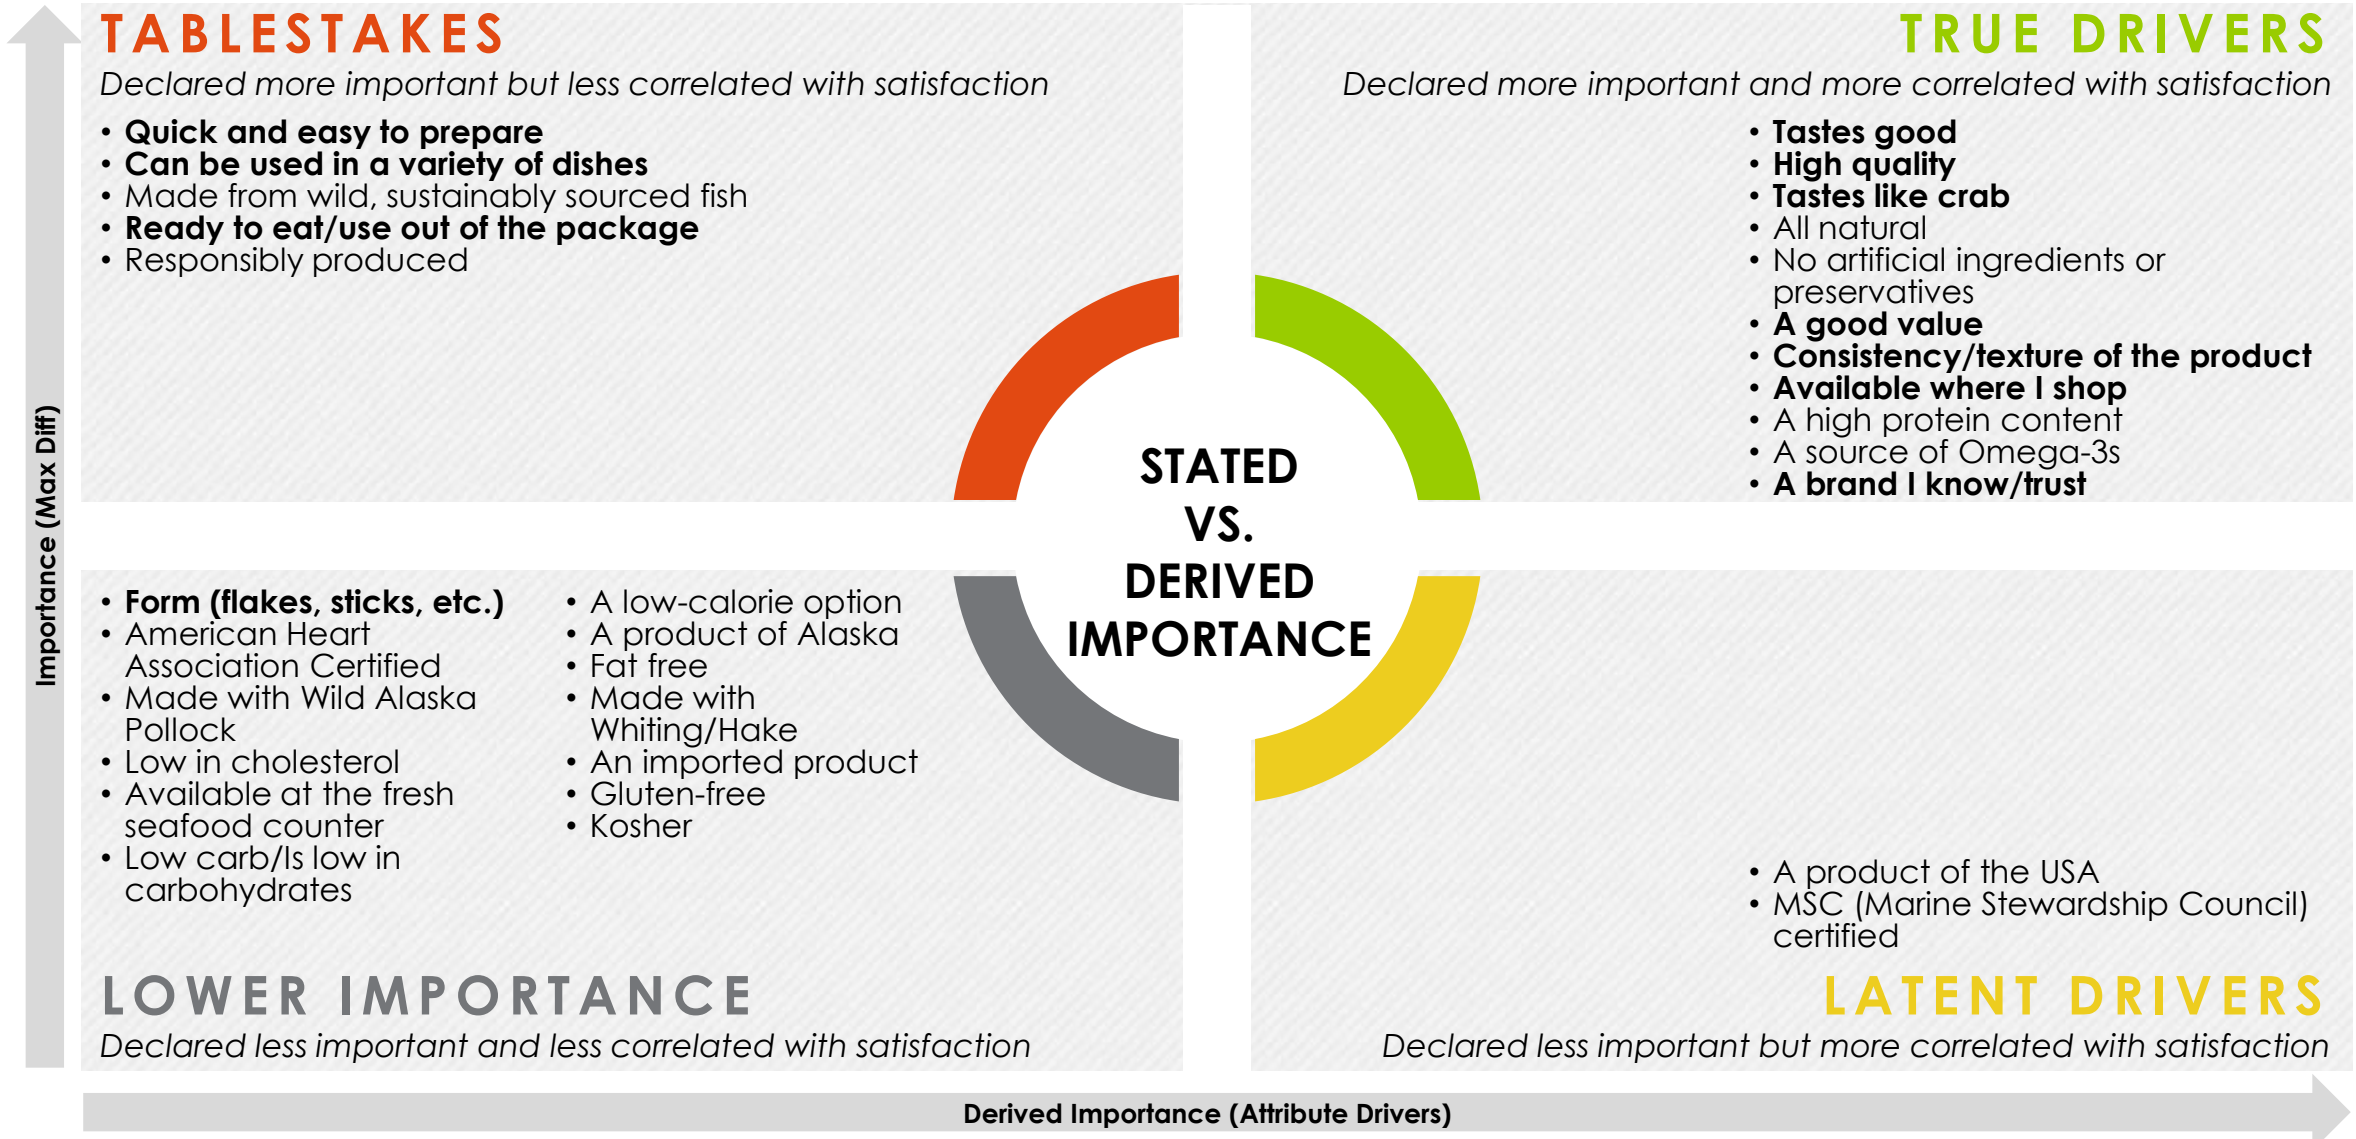 TABLESTAKES
Declared more important but less correlated with satisfaction
• Quick and easy to prepare
• Can be used in a variety of dishes
• Made from wild, sustainably sourced fish
• Ready to eat/use out of the package
• Responsibly produced
TRUE DRIVERS
Declared more important and more correlated with satisfaction
• Tastes good
• High quality
• Tastes like crab
• All natural
• No artificial ingredients or
preservatives
• A good value
• Consistency/texture of the product
• Available where I shop
• A high protein content
• A source of Omega-3s
• A brand I know/trust
Importance (Max Diff)
STATED
VS.
DERIVED
IMPORTANCE
• Form (flakes, sticks, etc.)
• American Heart
Association Certified
• Made with Wild Alaska
Pollock
• Low in cholesterol
• Available at the fresh
seafood counter
• Low carb/Is low in
carbohydrates
• A low-calorie option
• A product of Alaska
• Fat free
• Made with
Whiting/Hake
• An imported product
• Gluten-free
• Kosher
LOWER IMPORTANCE
Declared less important and less correlated with satisfaction
• A product of the USA
• MSC (Marine Stewardship Council)
certified
LATENT DRIVERS
Declared less important but more correlated with satisfaction
Derived Importance (Attribute Drivers)